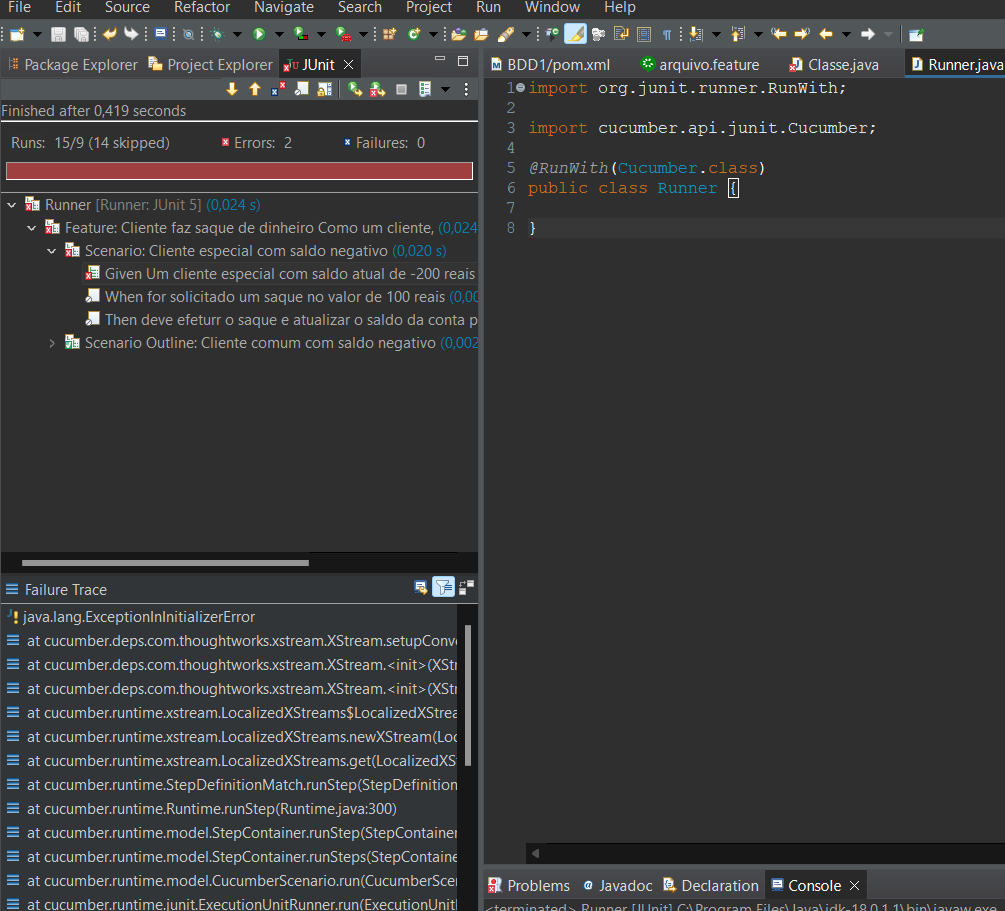 File Edit Source Refactor Navigate Search Project Run Window Help
Package Explorer Project Explorer JUnit
BDD1/pom.xml arquivo.feature Classe.java Runner.java
Finished after 0,419 seconds
Runs: 15/9 (14 skipped) Errors: 2 Failures: 0
Runner [Runner: JUnit 5] (0,024 s)
Feature: Cliente faz saque de dinheiro Como um cliente, (0,024
Scenario: Cliente especial com saldo negativo (0,020 s)
Given Um cliente especial com saldo atual de -200 reais
When for solicitado um saque no valor de 100 reais (0,00
Then deve efeturr o saque e atualizar o saldo da conta p
Scenario Outline: Cliente comum com saldo negativo (0,002
Failure Trace
java.lang.ExceptionInInitializerError
at cucumber.deps.com.thoughtworks.xstream.XStream.setupConv
at cucumber.deps.com.thoughtworks.xstream.XStream.<init>(XStr
at cucumber.deps.com.thoughtworks.xstream.XStream.<init>(XStr
at cucumber.runtime.xstream.LocalizedXStreams$LocalizedXStrea
at cucumber.runtime.xstream.LocalizedXStreams.newXStream(Loc
at cucumber.runtime.xstream.LocalizedXStreams.get(LocalizedXS
at cucumber.runtime.StepDefinitionMatch.runStep(StepDefinition
at cucumber.runtime.Runtime.runStep(Runtime.java:300)
at cucumber.runtime.model.StepContainer.runStep(StepContainer
at cucumber.runtime.model.StepContainer.runSteps(StepContaine
at cucumber.runtime.model.CucumberScenario.run(CucumberScer
at cucumber.runtime.junit.ExecutionUnitRunner.run(ExecutionUnitl
1 import org.junit.runner.RunWith;
2
3 import cucumber.api.junit.Cucumber;
4
5 @RunWith(Cucumber.class)
6 public class Runner {
7
8 }
Problems Javadoc Declaration Console
<terminated> Runner [JUnit] C:\Program Files\Java\jdk-18.0.1.1\bin\javaw.exe